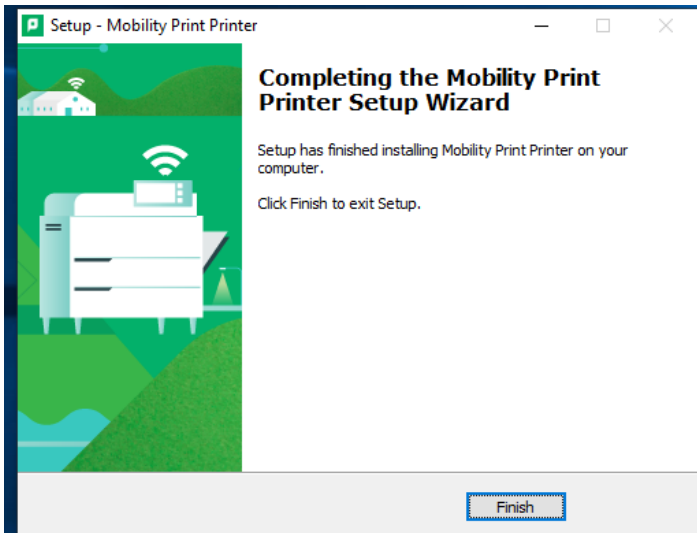 Setup - Mobility Print Printer
Completing the Mobility Print
Printer Setup Wizard
Setup has finished installing Mobility Print Printer on your
computer.
Click Finish to exit Setup.
Finish